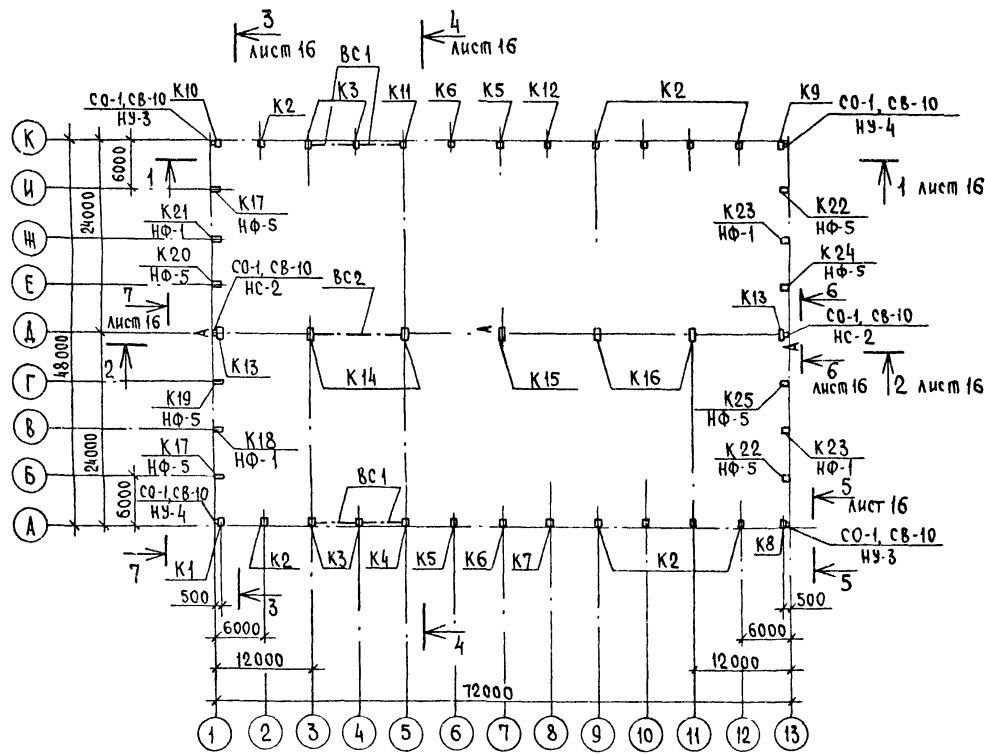 3
лист 16
4
лист 16
ВС1
К10
К2
К3
К11
К6
К5
К12
К2
К9
СО-1, СВ-10
НУ-3
СО-1, СВ-10
НУ-4
К
6000
24000
48000
1
1 лист 16
И
К17
НФ-5
К22
НФ-5
К21
НФ-1
К23
НФ-1
Ж
К20
НФ-5
К24
НФ-5
Е
СО-1, СВ-10
НС-2
ВС2
7
лист 16
6
К13
СО-1, СВ-10
НС-2
Д
А
А
А
2
К13
К14
К15
К16
6
лист 16
2 лист 16
Г
К19
НФ-5
К25
НФ-5
В
К18
НФ-1
К23
НФ-1
24000
К17
НФ-5
К22
НФ-5
Б
6000
ВС1
5
лист 16
СО-1, СВ-10
НУ-4
А
К1
К2
К3
К4
К5
К6
К7
К2
К8
СО-1, СВ-10
НУ-3
7
5
500
3
500
6000
4
6000
12000
12000
72000
1
2
3
4
5
6
7
8
9
10
11
12
13